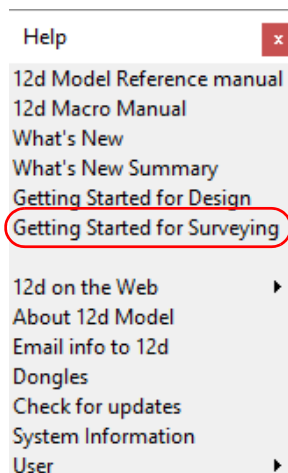 Help
x
12d Model Reference manual
12d Macro Manual
What's New
What's New Summary
Getting Started for Design
Getting Started for Surveying
12d on the Web
About 12d Model
Email info to 12d
Dongles
Check for updates
System Information
User